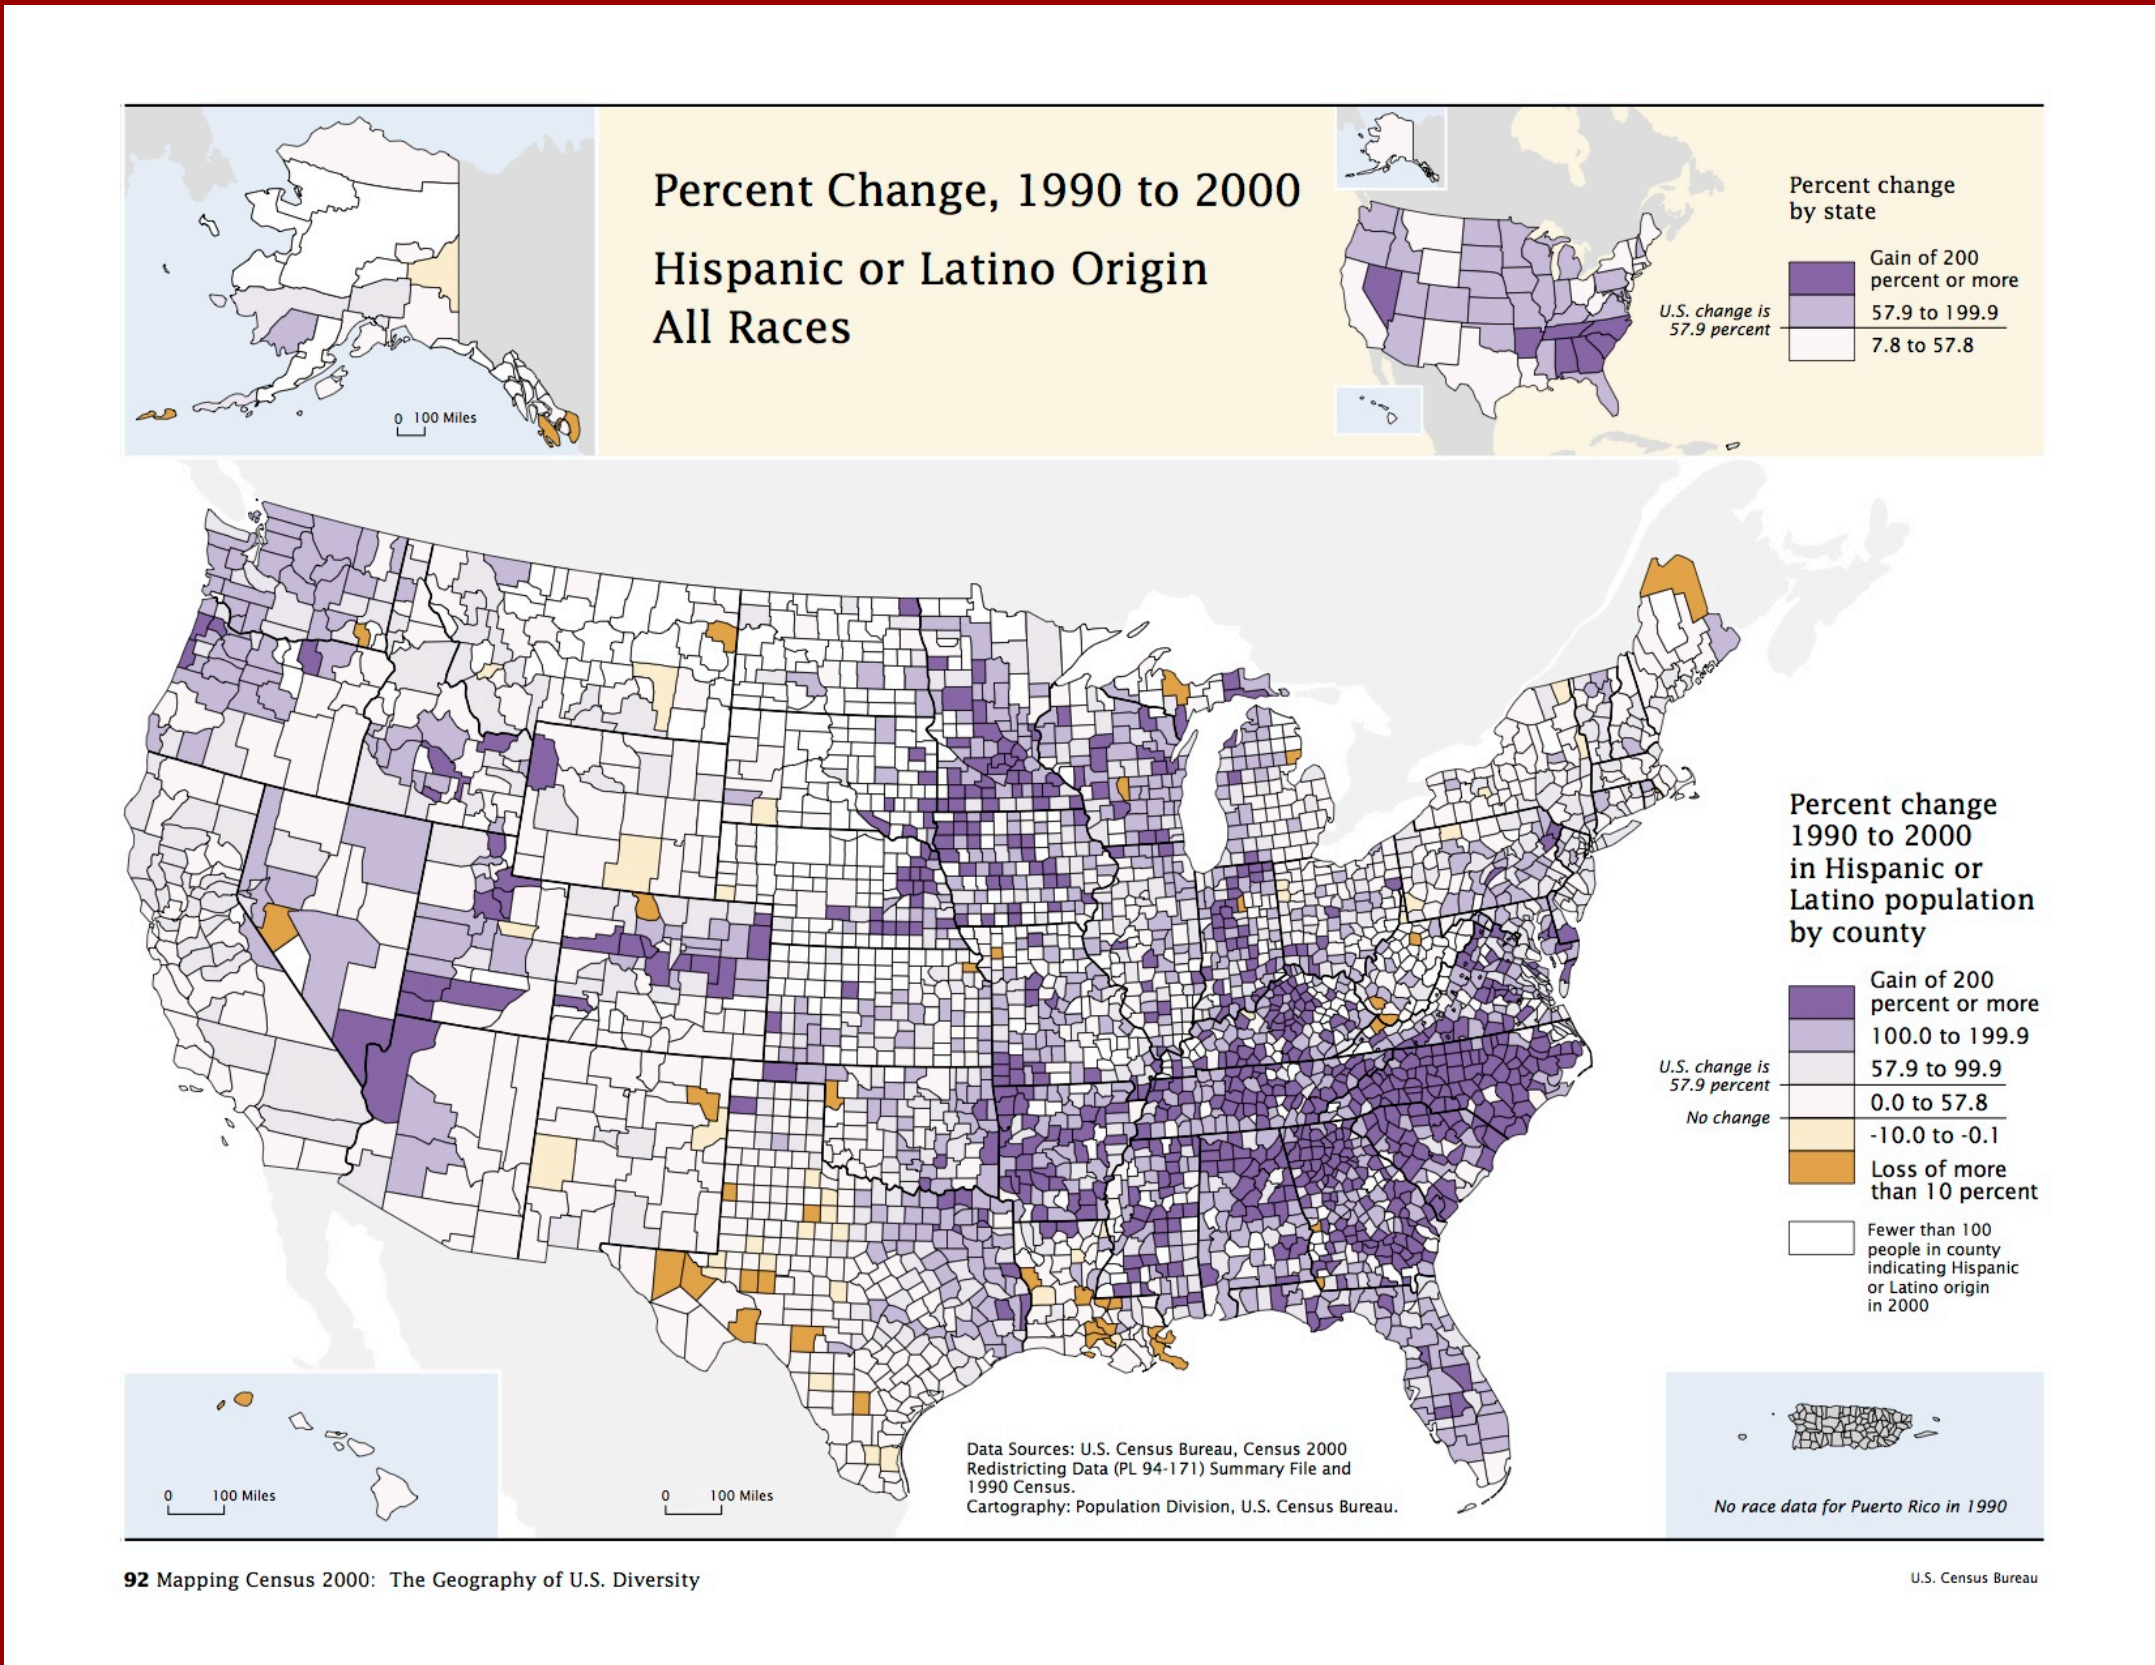 Percent Change, 1990 to 2000
Hispanic or Latino Origin
All Races
0 100 Miles
Percent change
by state
Gain of 200
percent or more
57.9 to 199.9
7.8 to 57.8
U.S. change is
57.9 percent
Percent change
1990 to 2000
in Hispanic or
Latino population
by county
Gain of 200
percent or more
100.0 to 199.9
57.9 to 99.9
0.0 to 57.8
-10.0 to -0.1
Loss of more
than 10 percent
U.S. change is
57.9 percent
No change
Fewer than 100
people in county
indicating Hispanic
or Latino origin
in 2000
0 100 Miles
0 100 Miles
Data Sources: U.S. Census Bureau, Census 2000
Redistricting Data (PL 94-171) Summary File and
1990 Census.
Cartography: Population Division, U.S. Census Bureau.
No race data for Puerto Rico in 1990
92 Mapping Census 2000: The Geography of U.S. Diversity
U.S. Census Bureau